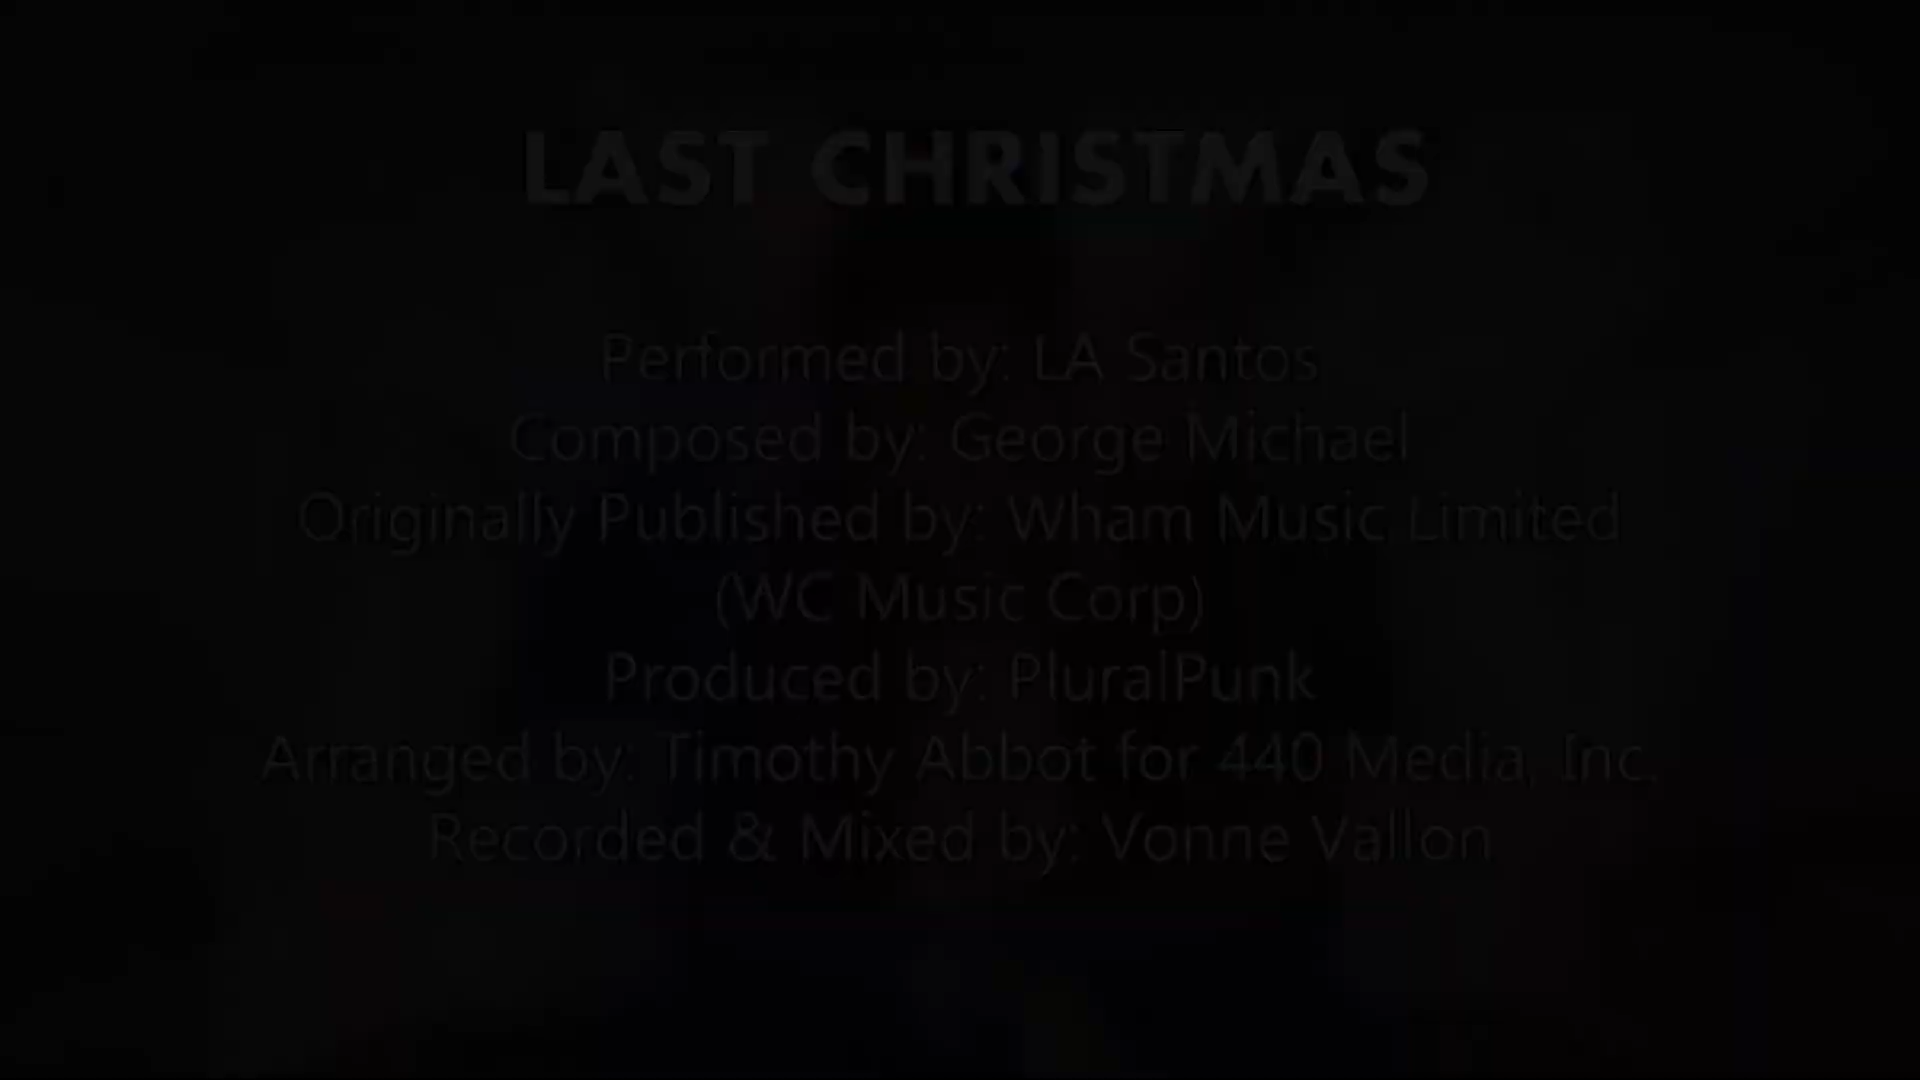 LAST CHRISTMAS
Performed by: LA Santos
Composed by: George Michael
Originally Published by: Wham Music Limited
(WC Music Corp)
Produced by: PluralPunk
Arranged by: Timothy Abbot for 440 Media, Inc.
Recorded & Mixed by: Vonne Vallon